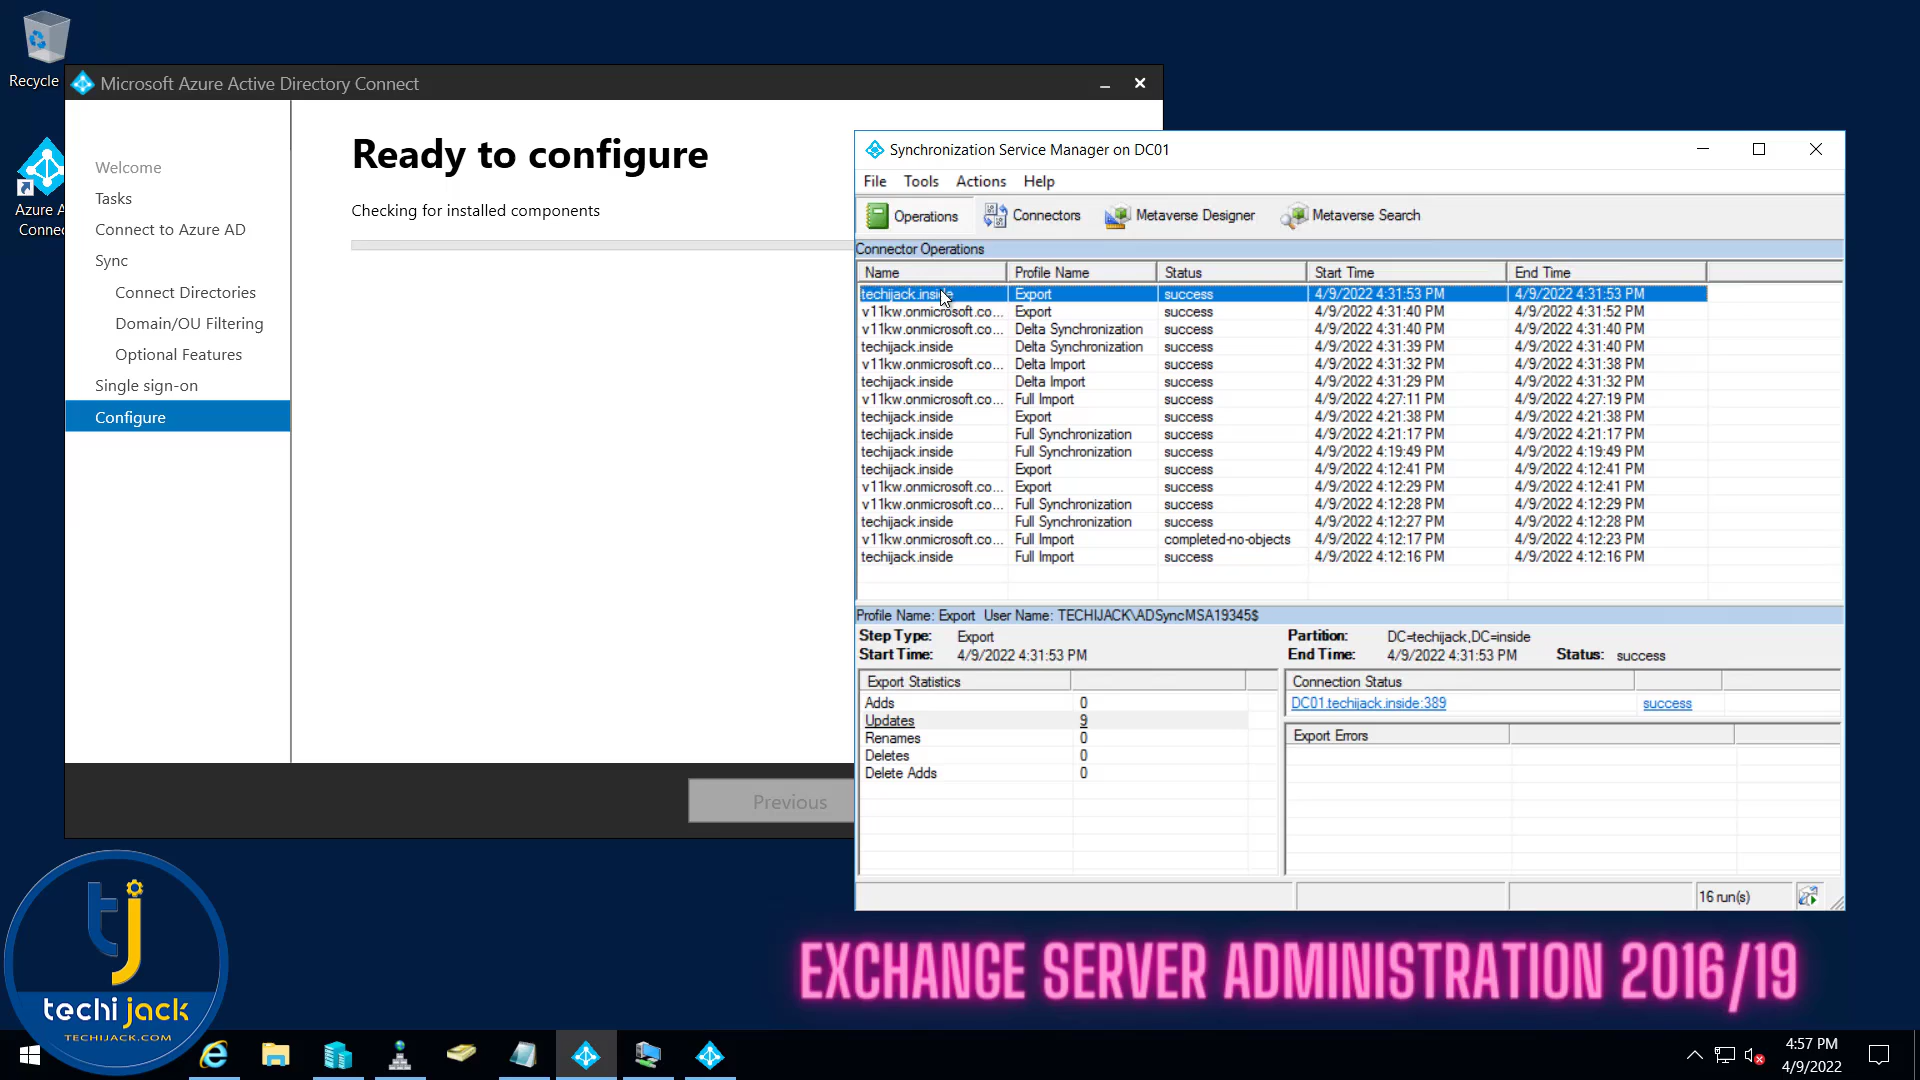 Recycle
Azure A
Connec
Microsoft Azure Active Directory Connect
Welcome
Tasks
Connect to Azure AD
Sync
Connect Directories
Domain/OU Filtering
Optional Features
Single sign-on
Configure
Ready to configure
Checking for installed components
Previous
Synchronization Service Manager on DC01
File Tools Actions Help
Operations Connectors Metaverse Designer Metaverse Search
Connector Operations
Name Profile Name Status Start Time End Time
techijack.inside Export success 4/9/2022 4:31:53 PM 4/9/2022 4:31:53 PM
v11kw.onmicrosoft.co... Export success 4/9/2022 4:31:40 PM 4/9/2022 4:31:52 PM
v11kw.onmicrosoft.co... Delta Synchronization success 4/9/2022 4:31:40 PM 4/9/2022 4:31:40 PM
techijack.inside Delta Synchronization success 4/9/2022 4:31:39 PM 4/9/2022 4:31:40 PM
v11kw.onmicrosoft.co... Delta Import success 4/9/2022 4:31:32 PM 4/9/2022 4:31:38 PM
techijack.inside Delta Import success 4/9/2022 4:31:29 PM 4/9/2022 4:31:32 PM
v11kw.onmicrosoft.co... Full Import success 4/9/2022 4:27:11 PM 4/9/2022 4:27:19 PM
techijack.inside Export success 4/9/2022 4:21:38 PM 4/9/2022 4:21:38 PM
techijack.inside Full Synchronization success 4/9/2022 4:21:17 PM 4/9/2022 4:21:17 PM
techijack.inside Full Synchronization success 4/9/2022 4:19:49 PM 4/9/2022 4:19:49 PM
techijack.inside Export success 4/9/2022 4:12:41 PM 4/9/2022 4:12:41 PM
v11kw.onmicrosoft.co... Export success 4/9/2022 4:12:29 PM 4/9/2022 4:12:41 PM
v11kw.onmicrosoft.co... Full Synchronization success 4/9/2022 4:12:28 PM 4/9/2022 4:12:29 PM
techijack.inside Full Synchronization success 4/9/2022 4:12:27 PM 4/9/2022 4:12:28 PM
v11kw.onmicrosoft.co... Full Import completed-no-objects 4/9/2022 4:12:17 PM 4/9/2022 4:12:23 PM
techijack.inside Full Import success 4/9/2022 4:12:16 PM 4/9/2022 4:12:16 PM
Profile Name: Export User Name: TECHIJACK\ADSyncMSA19345$
Step Type: Export Partition: DC=techijack,DC=inside
Start Time: 4/9/2022 4:31:53 PM End Time: 4/9/2022 4:31:53 PM Status: success
Export Statistics
Adds 0
Updates 9
Renames 0
Deletes 0
Delete Adds 0
Connection Status
DC01.techijack.inside:389 success
Export Errors
16 run(s)
EXCHANGE SERVER ADMINISTRATION 2016/19
tj
techi jack
TECHIJACK.COM
4:57 PM
4/9/2022